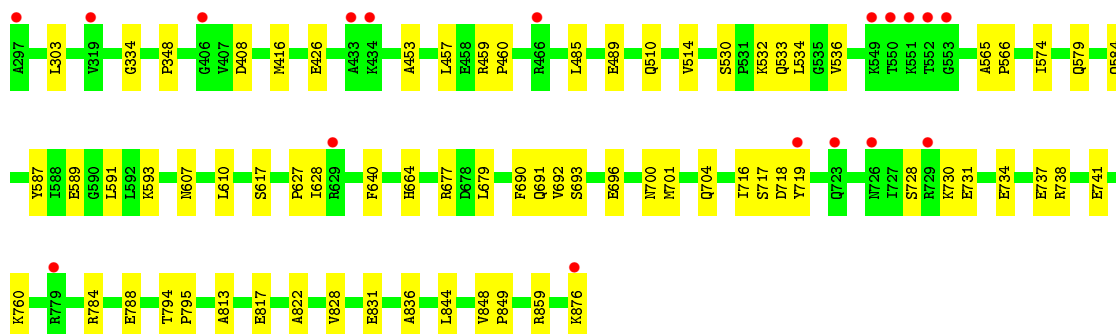 A297 L303 V319 G334 P348 G406 V407 D408 M416 E426 A433 K434 A453 L457 E458 R459 P460 R466 L485 E489 Q510 V514 S530 P531 K532 Q533 L534 G535 V536 K549 T550 K551 T552 G553 A565 P566 I574 Q579
Y587 I588 E589 G590 L591 L592 K593 N607 L610 S617 P627 I628 R629 F640 H664 R677 D678 L679 F690 Q691 V692 S693 E696 N700 M701 Q704 I716 S717 D718 Y719 Q723 N726 I727 S728 R729 K730 E731 E734 E737 R738 E741
K760 R779 R784 E788 T794 P795 A813 E817 A822 V828 E831 A836 L844 V848 P849 R859 K876